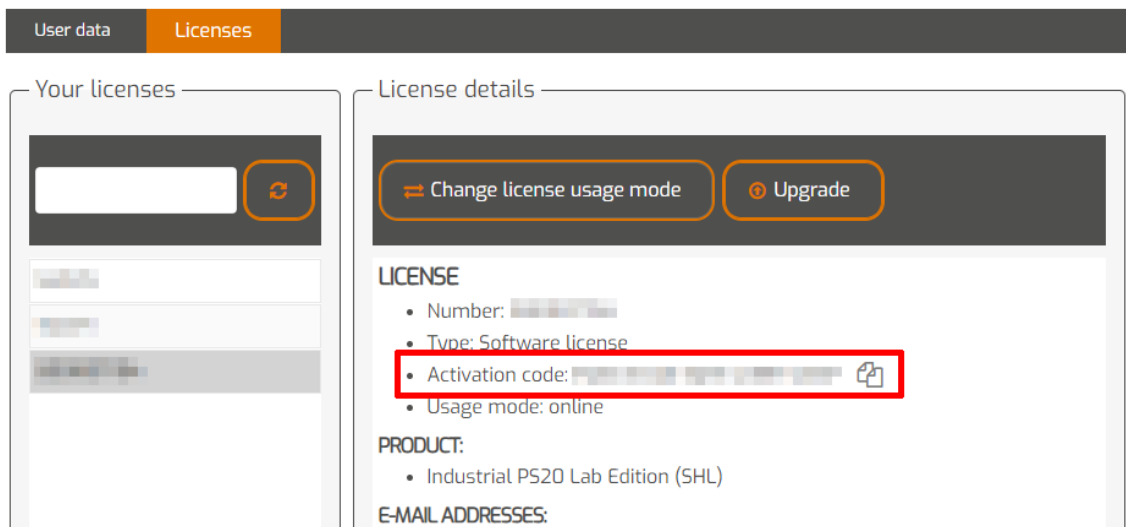 User data
Licenses
Your licenses
License details
Change license usage mode
Upgrade
LICENSE
Number:
Type: Software license
Activation code:
Usage mode: online
PRODUCT:
Industrial PS20 Lab Edition (SHL)
E-MAIL ADDRESSES: